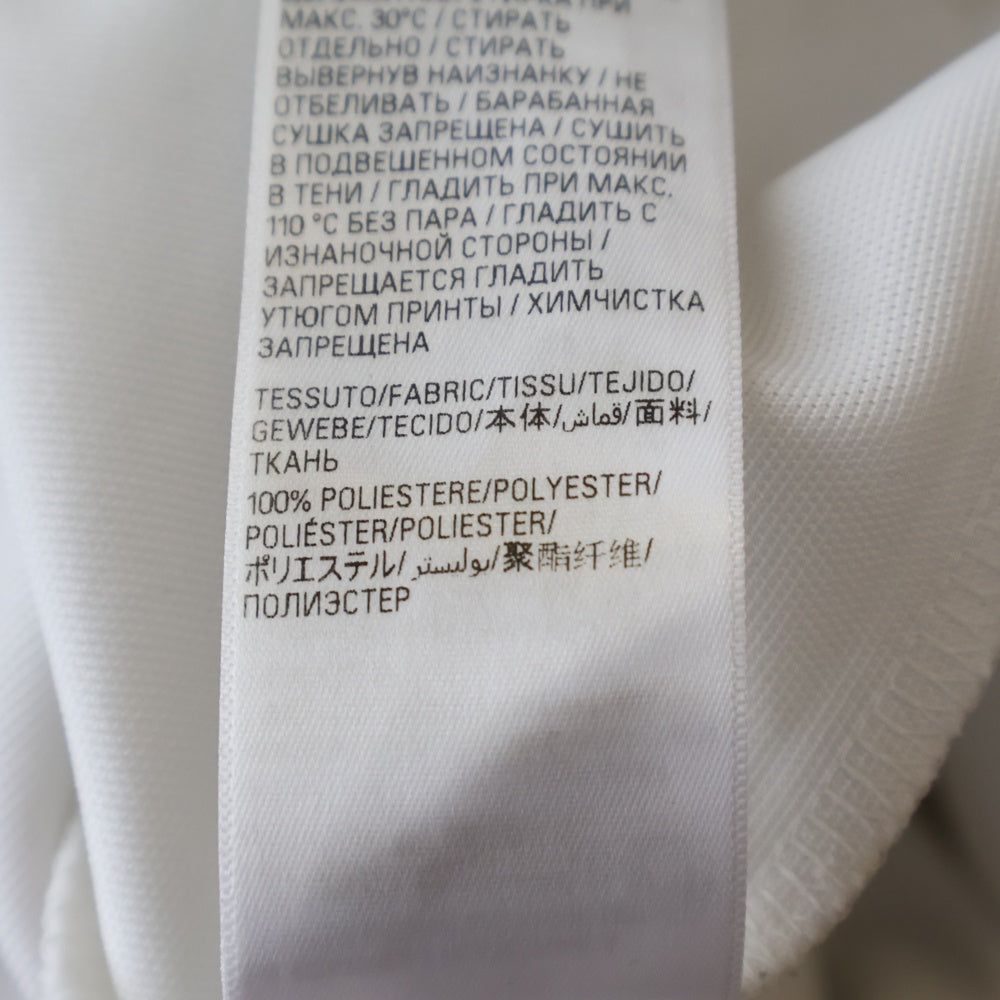 МАКС. 30°C / СТИРАТЬ
ОТДЕЛЬНО / СТИРАТЬ
ВЫВЕРНУВ НАИЗНАНКУ / НЕ
ОТБЕЛИВАТЬ / БАРАБАННАЯ
СУШКА ЗАПРЕЩЕНА / СУШИТЬ
В ПОДВЕШЕННОМ СОСТОЯНИИ
В ТЕНИ / ГЛАДИТЬ ПРИ МАКС.
110 °C БЕЗ ПАРА / ГЛАДИТЬ С
ИЗНАНОЧНОЙ СТОРОНЫ /
ЗАПРЕЩАЕТСЯ ГЛАДИТЬ
УТЮГОМ ПРИНТЫ / ХИМЧИСТКА
ЗАПРЕЩЕНА
TESSUTO/FABRIC/TISSU/TEJIDO/
GEWEBE/TECIDO/本体/قماش/面料/
ТКАНЬ
100% POLIESTERE/POLYESTER/
POLIÉSTER/POLIESTER/
ポリエステル/بوليستر/聚酯纤维/
ПОЛИЭСТЕР